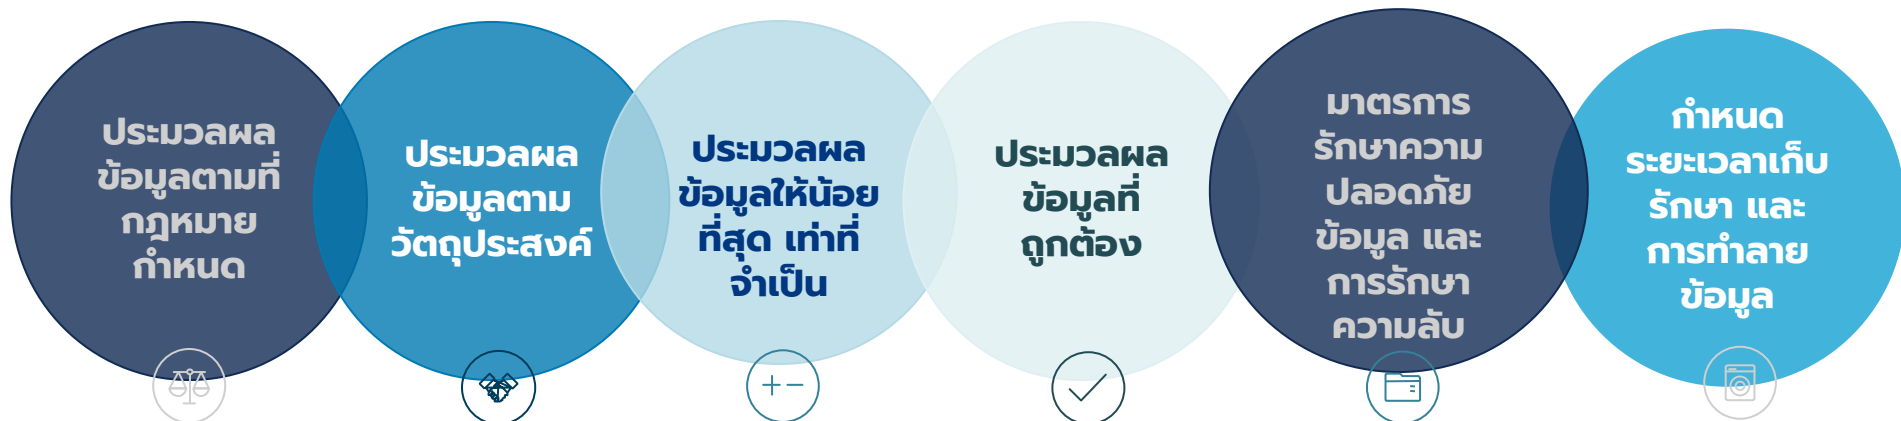 ประมวลผล
ข้อมูลตามที่
กฎหมาย
กำหนด
ประมวลผล
ข้อมูลตาม
วัตถุประสงค์
ประมวลผล
ข้อมูลให้น้อย
ที่สุด เท่าที่
จำเป็น
ประมวลผล
ข้อมูลที่
ถูกต้อง
มาตรการ
รักษาความ
ปลอดภัย
ข้อมูล และ
การรักษา
ความลับ
กำหนด
ระยะเวลาเก็บ
รักษา และ
การทำลาย
ข้อมูล